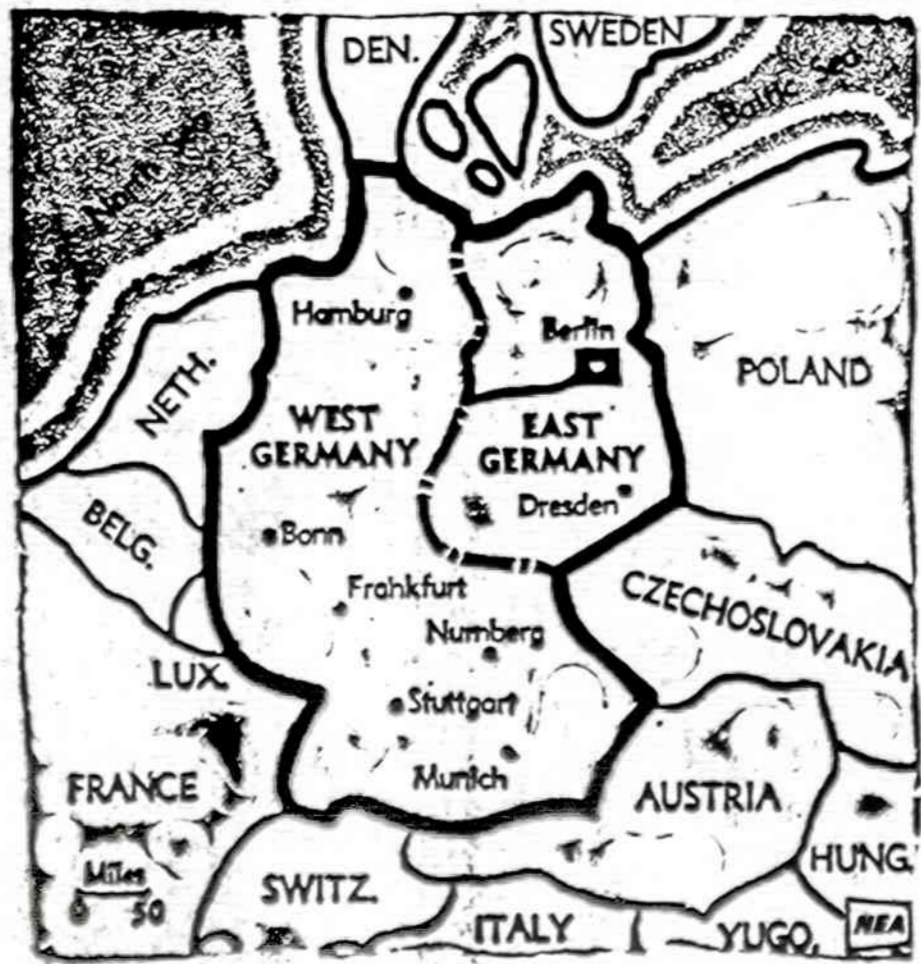 DEN.
SWEDEN
North Sea
Baltic Sea
Hamburg
Berlin
NETH.
POLAND
WEST
GERMANY
EAST
GERMANY
Dresden
BELG.
Bonn
Frankfurt
CZECHOSLOVAKIA
Nurnberg
LUX.
Stuttgart
Munich
FRANCE
AUSTRIA
Miles
0 50
SWITZ.
HUNG.
ITALY
YUGO.
NEA